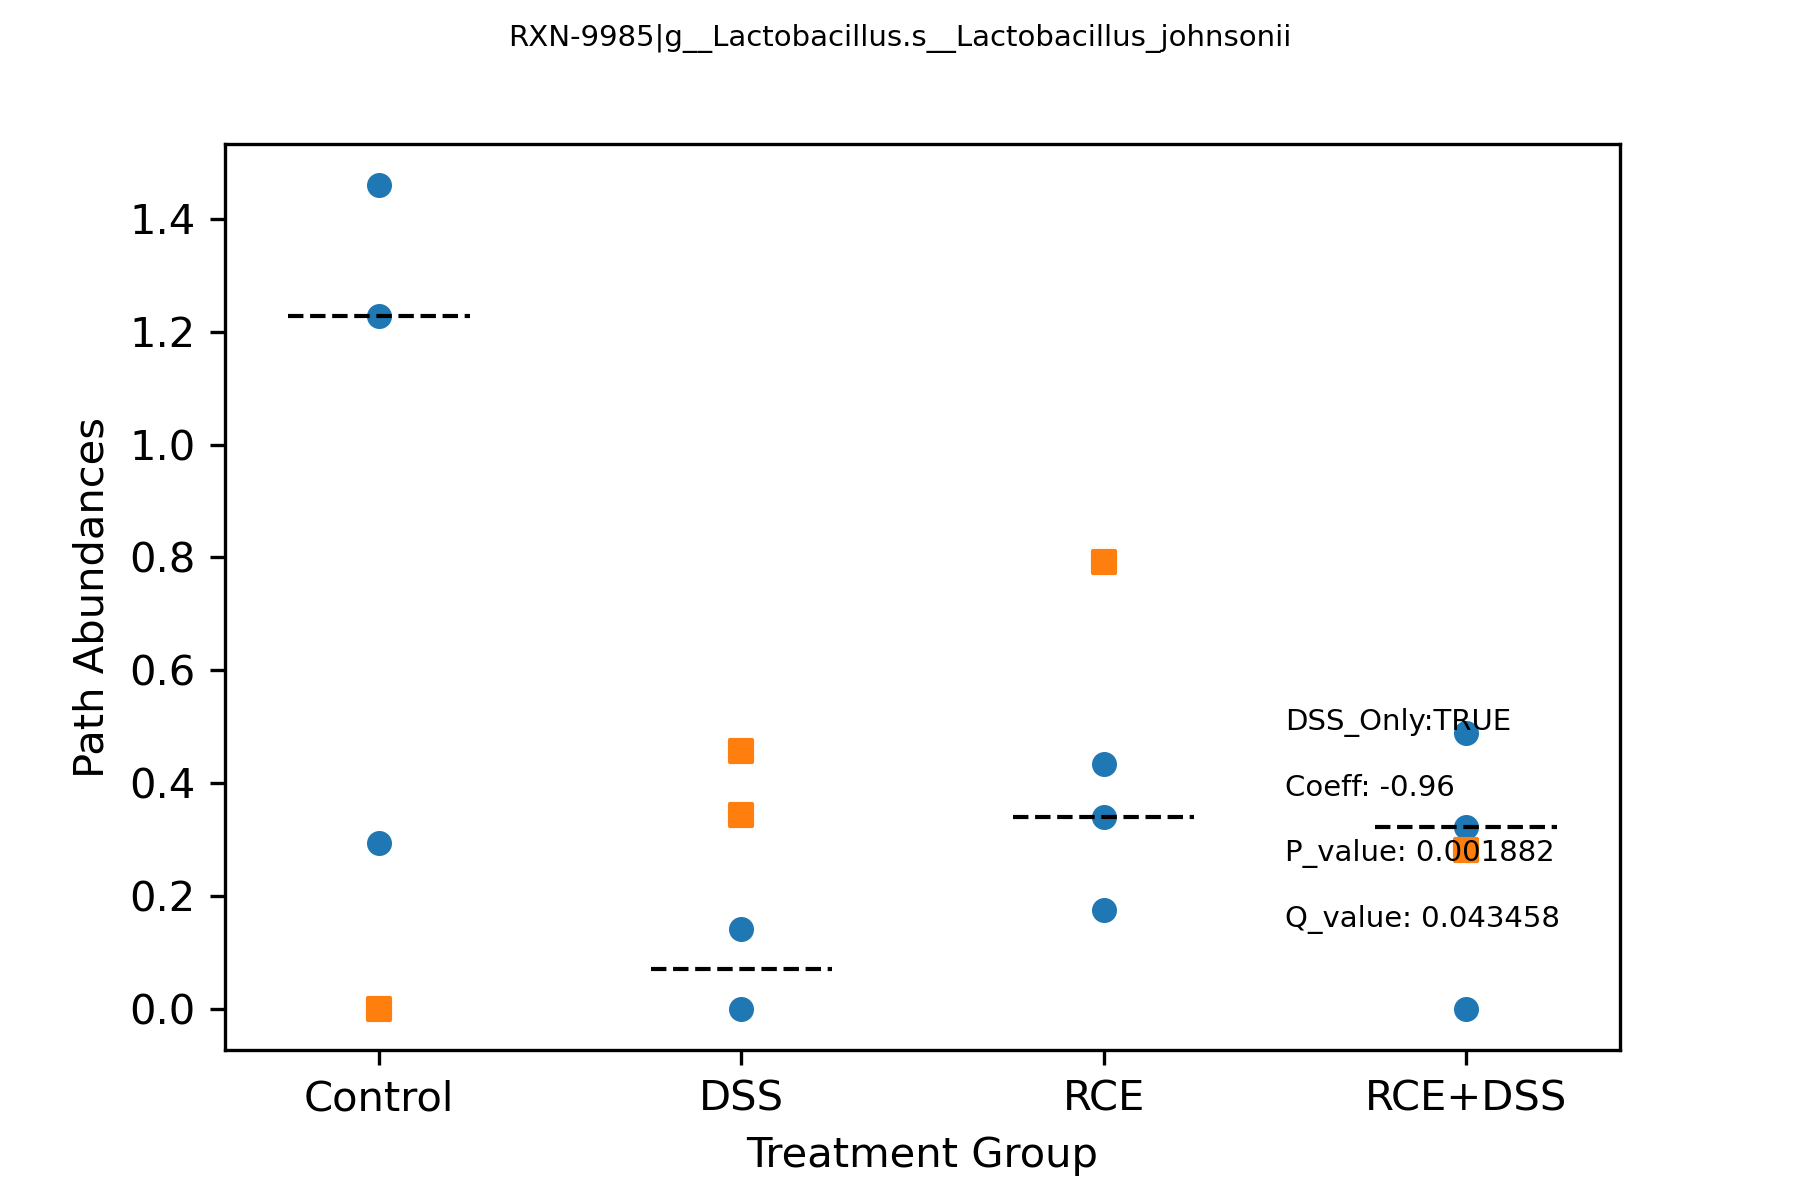 RXN-9985|g__Lactobacillus.s__Lactobacillus_johnsonii
1.4
1.2
1.0
0.8
0.6
0.4
0.2
0.0
Path Abundances
DSS_Only:TRUE
Coeff: -0.96
P_value: 0.001882
Q_value: 0.043458
Control DSS RCE RCE+DSS
Treatment Group